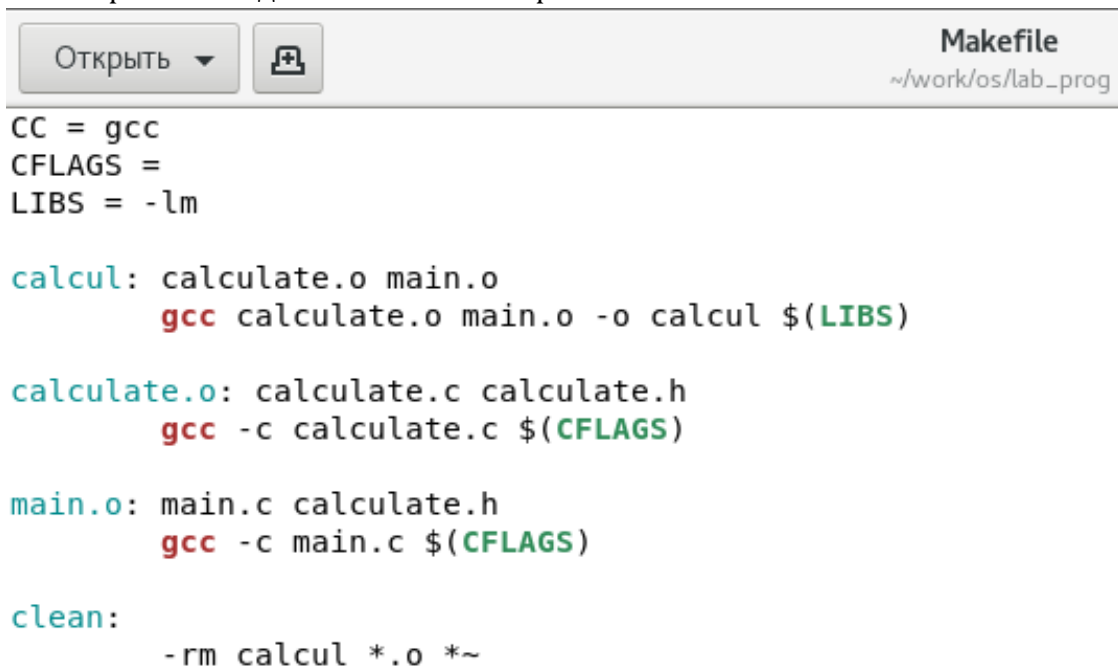 Открыть
Makefile
~/work/os/lab_prog
CC = gcc
CFLAGS =
LIBS = -lm
calcul: calculate.o main.o
gcc calculate.o main.o -o calcul $(LIBS)
calculate.o: calculate.c calculate.h
gcc -c calculate.c $(CFLAGS)
main.o: main.c calculate.h
gcc -c main.c $(CFLAGS)
clean:
-rm calcul *.o *~